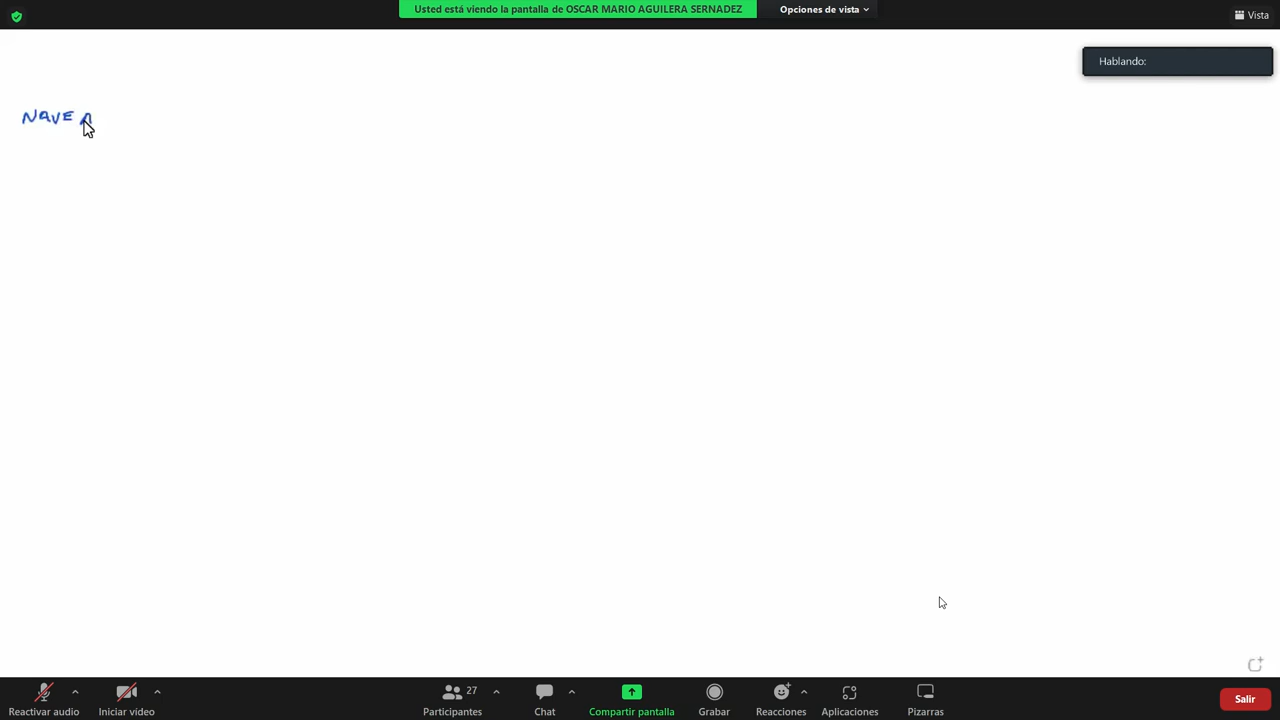 Usted está viendo la pantalla de OSCAR MARIO AGUILERA SERNADEZ
Opciones de vista
Vista
Hablando:
NAVE
Reactivar audio
Iniciar video
27
Participantes
Chat
Compartir pantalla
Grabar
Reacciones
Aplicaciones
Pizarras
Salir